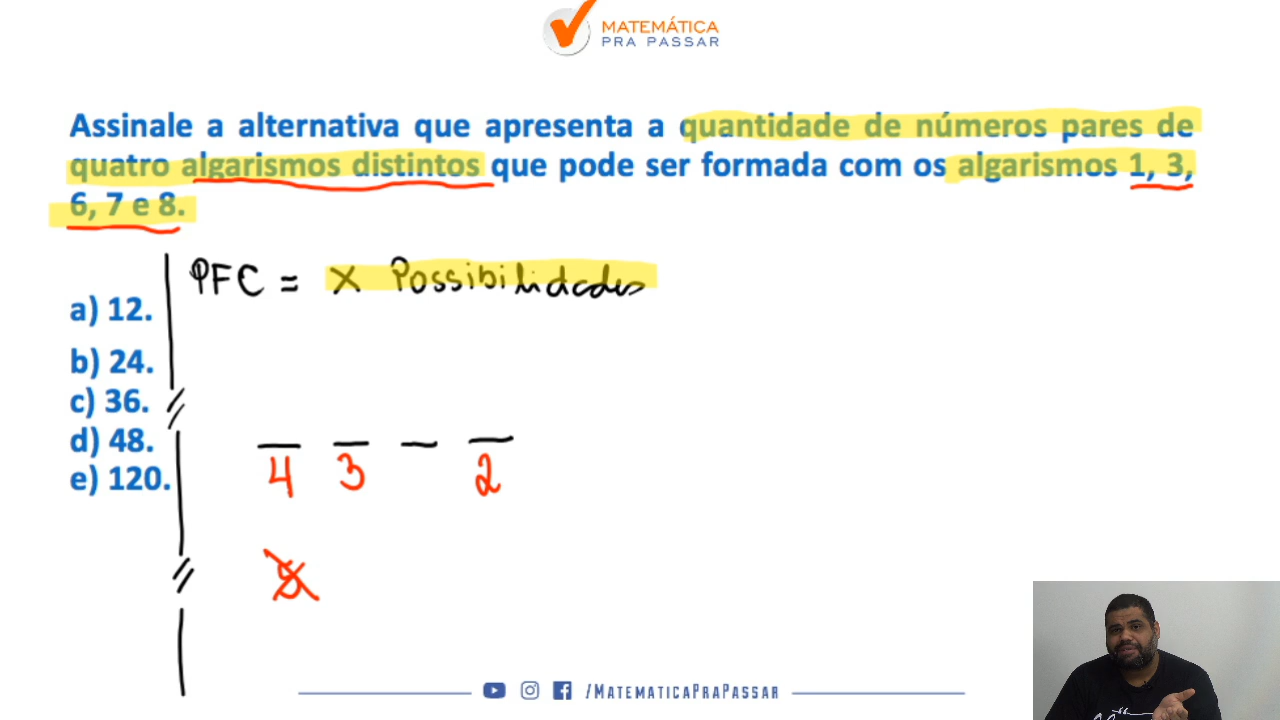 MATEMÁTICA
PRA PASSAR
Assinale a alternativa que apresenta a quantidade de números pares de
quatro algarismos distintos que pode ser formada com os algarismos 1, 3,
6, 7 e 8.
PFC = X Possibilidades
a) 12.
b) 24.
c) 36.
d) 48.
e) 120.
4 3 2
/MATEMATICAPRAPASSAR